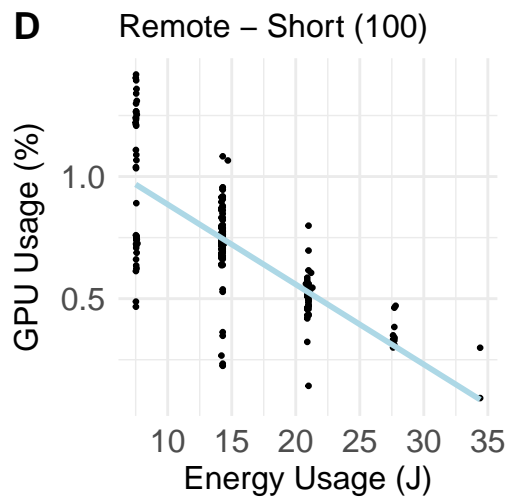 D Remote – Short (100)
GPU Usage (%)
1.0
0.5
10 15 20 25 30 35
Energy Usage (J)